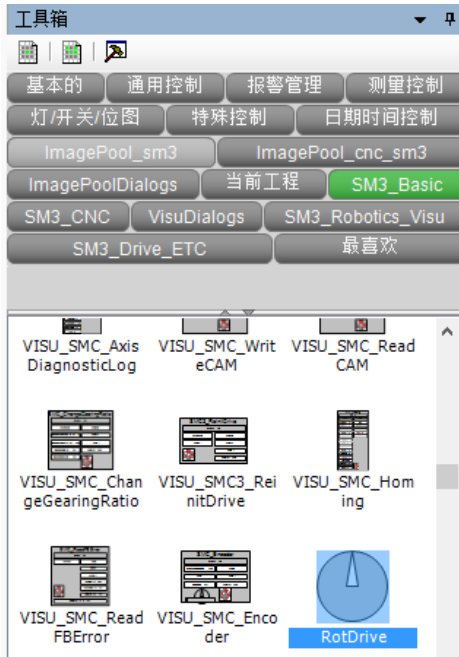 工具箱
基本的 通用控制 报警管理 测量控制
灯/开关/位图 特殊控制 日期时间控制
ImagePool_sm3 ImagePool_cnc_sm3
ImagePoolDialogs 当前工程 SM3_Basic
SM3_CNC VisuDialogs SM3_Robotics_Visu
SM3_Drive_ETC 最喜欢
VISU_SMC_Axis VISU_SMC_Writ VISU_SMC_Read
DiagnosticLog eCAM CAM
VISU_SMC_Chan VISU_SMC3_Rei VISU_SMC_Hom
geGearingRatio nitDrive ing
VISU_SMC_Read VISU_SMC_Enco RotDrive
FBError der